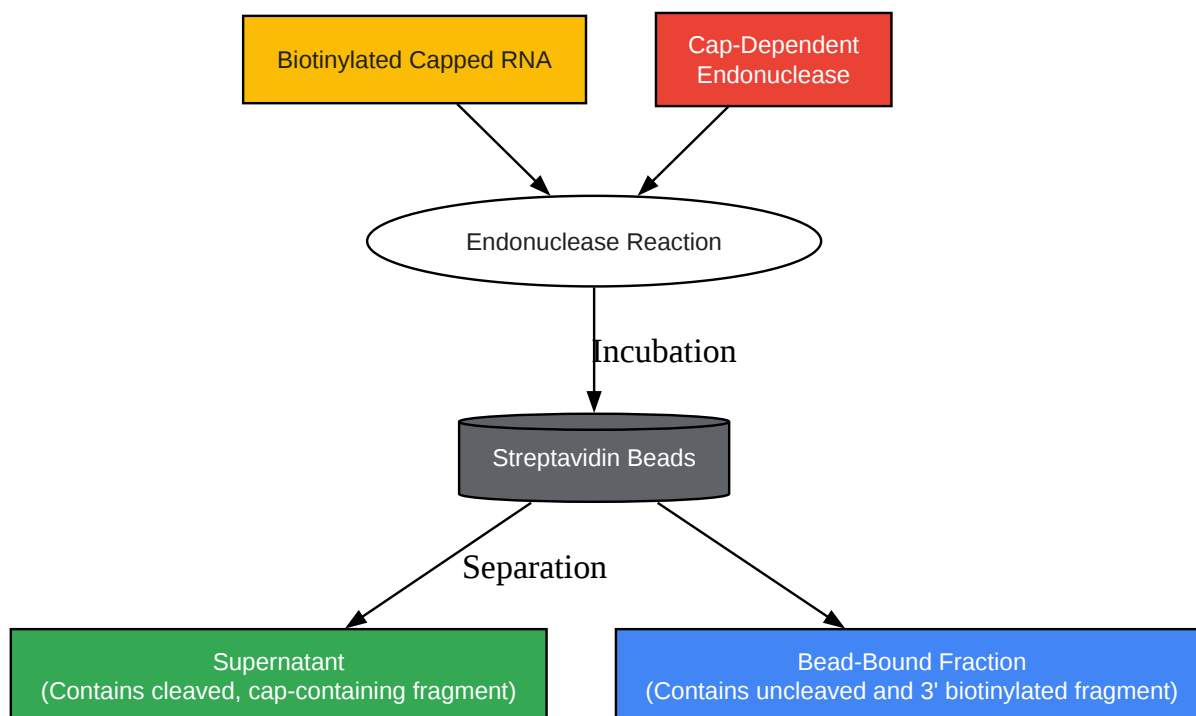 Biotinylated Capped RNA
Cap-Dependent
Endonuclease
Endonuclease Reaction
Incubation
Streptavidin Beads
Separation
Supernatant
(Contains cleaved, cap-containing fragment)
Bead-Bound Fraction
(Contains uncleaved and 3' biotinylated fragment)